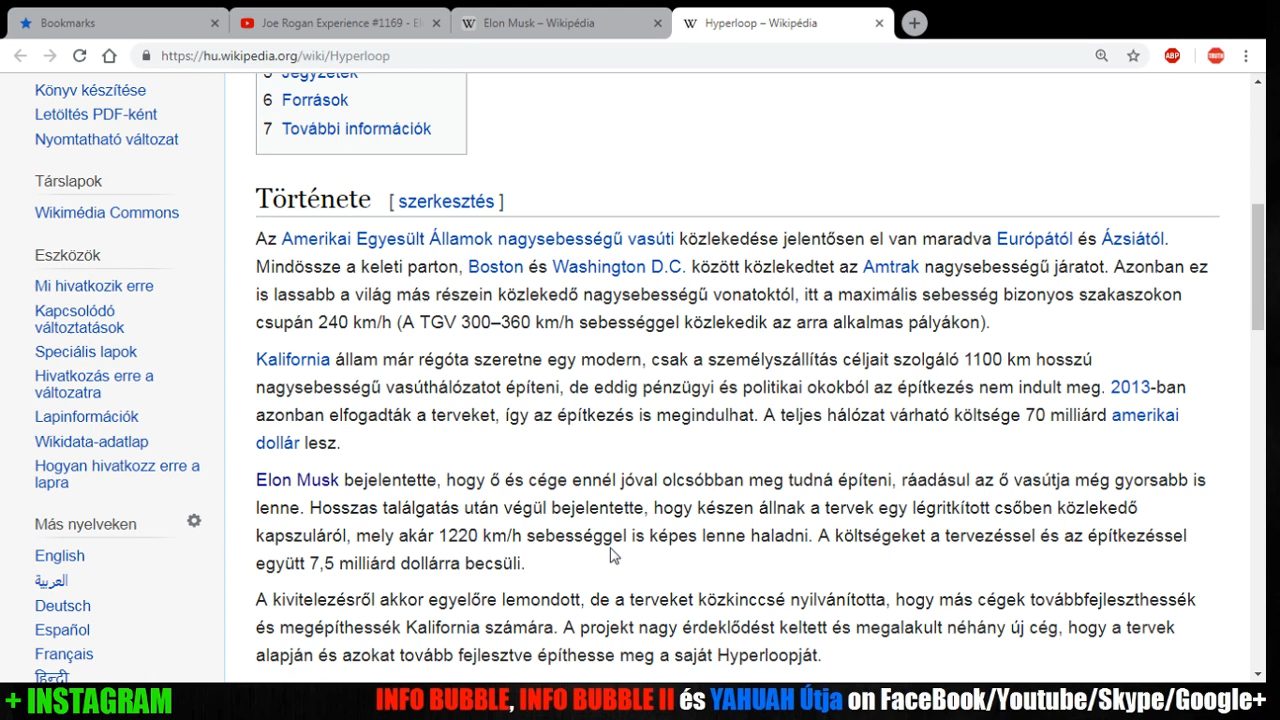 Bookmarks
Joe Rogan Experience #1169 - El
Elon Musk – Wikipédia
Hyperloop – Wikipédia
https://hu.wikipedia.org/wiki/Hyperloop
ABP
TRUTH
Könyv készítése
Letöltés PDF-ként
Nyomtatható változat
Társlapok
Wikimédia Commons
Eszközök
Mi hivatkozik erre
Kapcsolódó
változtatások
Speciális lapok
Hivatkozás erre a
változatra
Lapinformációk
Wikidata-adatlap
Hogyan hivatkozz erre a
lapra
Más nyelveken
English
العربية
Deutsch
Español
Français
हिन्दी
5 Jegyzetek
6 Források
7 További információk
Története [ szerkesztés ]
Az Amerikai Egyesült Államok nagysebességű vasúti közlekedése jelentősen el van maradva Európától és Ázsiától.
Mindössze a keleti parton, Boston és Washington D.C. között közlekedtet az Amtrak nagysebességű járatot. Azonban ez
is lassabb a világ más részein közlekedő nagysebességű vonatoktól, itt a maximális sebesség bizonyos szakaszokon
csupán 240 km/h (A TGV 300–360 km/h sebességgel közlekedik az arra alkalmas pályákon).
Kalifornia állam már régóta szeretne egy modern, csak a személyszállítás céljait szolgáló 1100 km hosszú
nagysebességű vasúthálózatot építeni, de eddig pénzügyi és politikai okokból az építkezés nem indult meg. 2013-ban
azonban elfogadták a terveket, így az építkezés is megindulhat. A teljes hálózat várható költsége 70 milliárd amerikai
dollár lesz.
Elon Musk bejelentette, hogy ő és cége ennél jóval olcsóbban meg tudná építeni, ráadásul az ő vasútja még gyorsabb is
lenne. Hosszas találgatás után végül bejelentette, hogy készen állnak a tervek egy légritkított csőben közlekedő
kapszuláról, mely akár 1220 km/h sebességgel is képes lenne haladni. A költségeket a tervezéssel és az építkezéssel
együtt 7,5 milliárd dollárra becsüli.
A kivitelezésről akkor egyelőre lemondott, de a terveket közkinccsé nyilvánította, hogy más cégek továbbfejleszthessék
és megépíthessék Kalifornia számára. A projekt nagy érdeklődést keltett és megalakult néhány új cég, hogy a tervek
alapján és azokat tovább fejlesztve építhesse meg a saját Hyperloopját.
+ INSTAGRAM
INFO BUBBLE, INFO BUBBLE II és YAHUAH Útja on FaceBook/Youtube/Skype/Google+